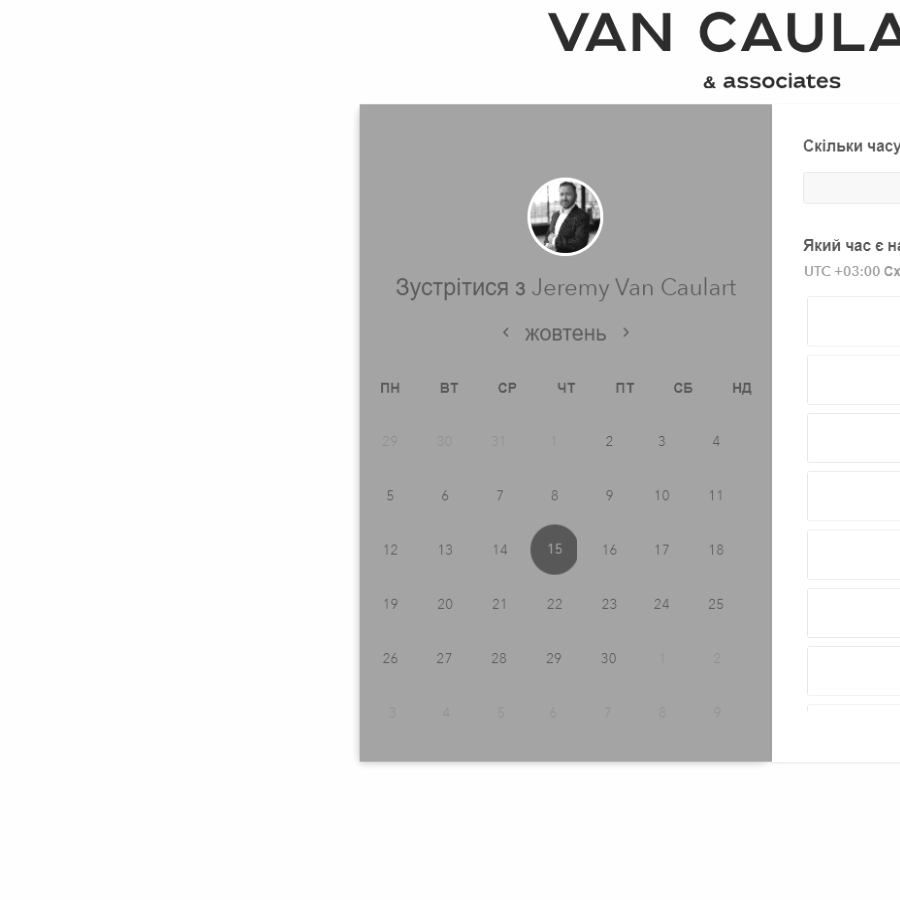 VAN CAULA
& associates
Скільки часу
Який час є на
UTC +03:00 Сх
Зустрітися з Jeremy Van Caulart
жовтень
ПН ВТ СР ЧТ ПТ СБ НД
29 30 31 1 2 3 4
5 6 7 8 9 10 11
12 13 14 15 16 17 18
19 20 21 22 23 24 25
26 27 28 29 30 1 2
3 4 5 6 7 8 9